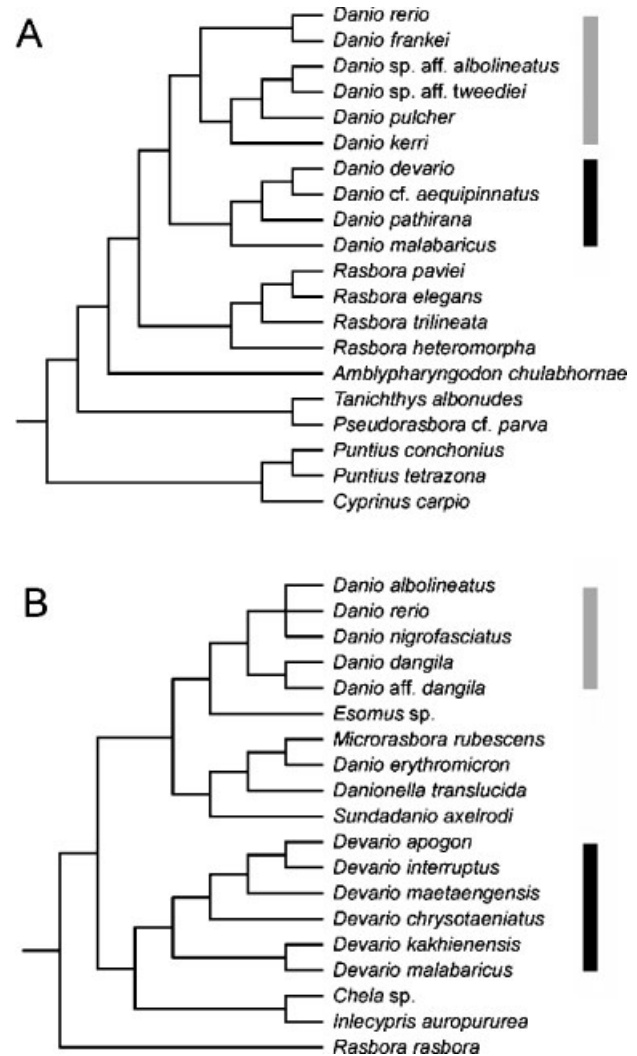 A
Danio rerio
Danio frankei
Danio sp. aff. albolineatus
Danio sp. aff. tweediei
Danio pulcher
Danio kerri
Danio devario
Danio cf. aequipinnatus
Danio pathirana
Danio malabaricus
Rasbora paviei
Rasbora elegans
Rasbora trilineata
Rasbora heteromorpha
Amblypharyngodon chulabhornae
Tanichthys albonudes
Pseudorasbora cf. parva
Puntius conchonius
Puntius tetrazona
Cyprinus carpio
B
Danio albolineatus
Danio rerio
Danio nigrofasciatus
Danio dangila
Danio aff. dangila
Esomus sp.
Microrasbora rubescens
Danio erythromicron
Danionella translucida
Sundadanio axelrodi
Devario apogon
Devario interruptus
Devario maetaengensis
Devario chrysotaeniatus
Devario kakhienensis
Devario malabaricus
Chela sp.
Inlecypris auropururea
Rasbora rasbora